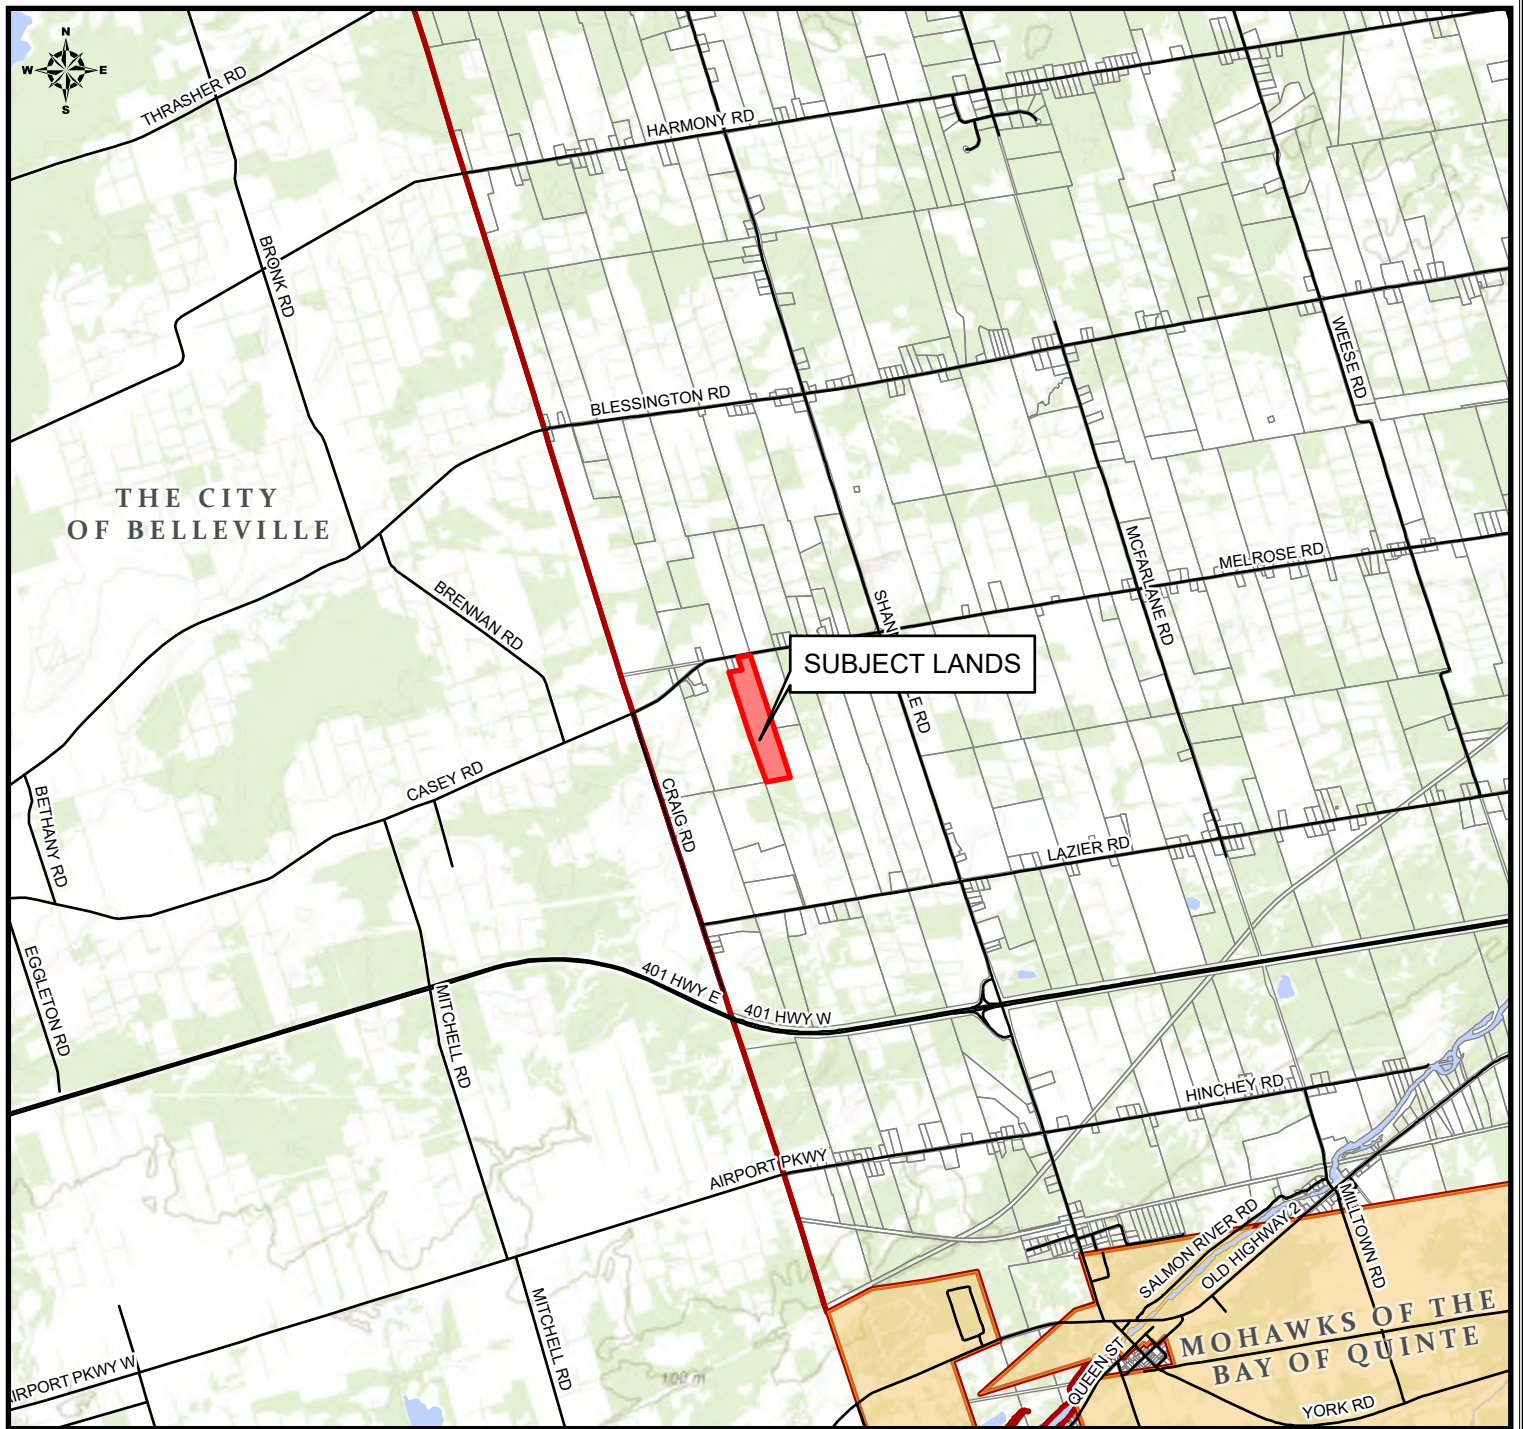 N
W E
S
THRASHER RD
HARMONY RD
BRONK RD
WEESE RD
BLESSINGTON RD
THE CITY
OF BELLEVILLE
MELROSE RD
MCFARLANE RD
BRENNAN RD
SUBJECT LANDS
CASEY RD
BETHANY RD
CRAIG RD
LAZIER RD
EGGLETON RD
401 HWY E
401 HWY W
MITCHELL RD
HINCHEY RD
AIRPORT PKWY
SALMON RIVER RD
OLD HIGHWAY 2
MILLTOWN RD
MITCHELL RD
MOHAWKS OF THE
BAY OF QUINTE
QUEEN ST
AIRPORT PKWY W
100 m
YORK RD